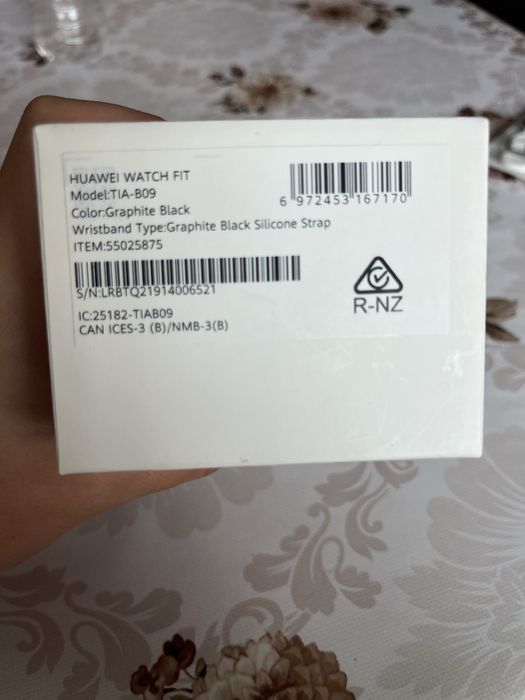 HUAWEI WATCH FIT
Model:TIA-B09
Color:Graphite Black
Wristband Type:Graphite Black Silicone Strap
ITEM:55025875
6 972453 167170
S/N:LRBTQ21914006521
IC:25182-TIAB09
CAN ICES-3 (B)/NMB-3(B)
R-NZ